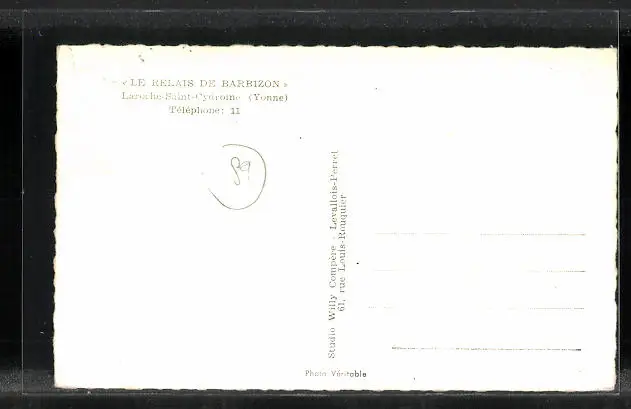 « LE RELAIS DE BARBIZON »
Laroche-Saint-Cydroine (Yonne)
Téléphone: 11
89
Studio Willy Compère - Levallois-Perret
61, rue Louis-Rouquier
Photo Véritable